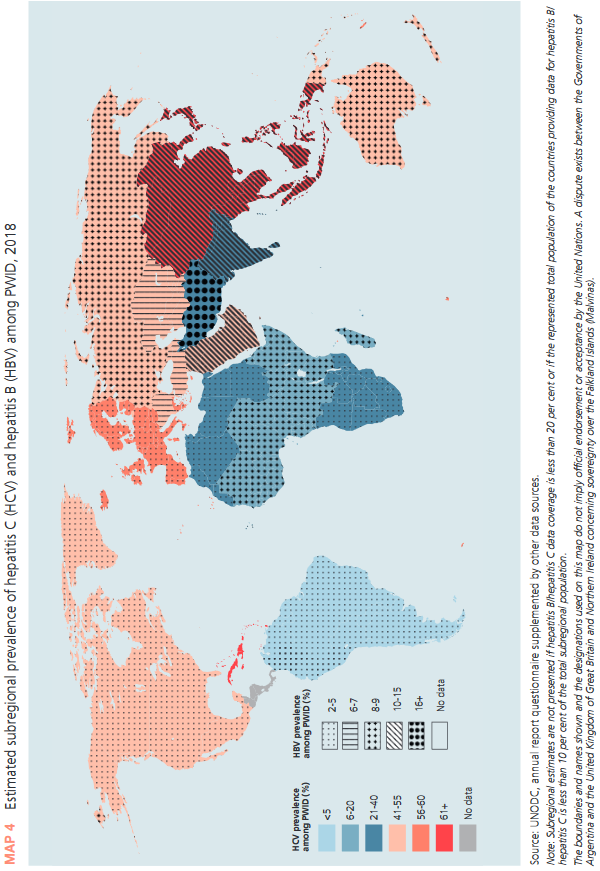 MAP 4 Estimated subregional prevalence of hepatitis C (HCV) and hepatitis B (HBV) among PWID, 2018
HCV prevalence
among PWID (%)
<5
6-20
21-40
41-55
56-60
61+
No data
HBV prevalence
among PWID (%)
2-5
6-7
8-9
10-15
16+
No data
Source: UNODC, annual report questionnaire supplemented by other data sources.
Note: Subregional estimates are not presented if hepatitis B/hepatitis C data coverage is less than 20 per cent or if the represented total population of the countries providing data for hepatitis B/
hepatitis C is less than 10 per cent of the total subregional population.
The boundaries and names shown and the designations used on this map do not imply official endorsement or acceptance by the United Nations. A dispute exists between the Governments of
Argentina and the United Kingdom of Great Britain and Northern Ireland concerning sovereignty over the Falkland Islands (Malvinas).